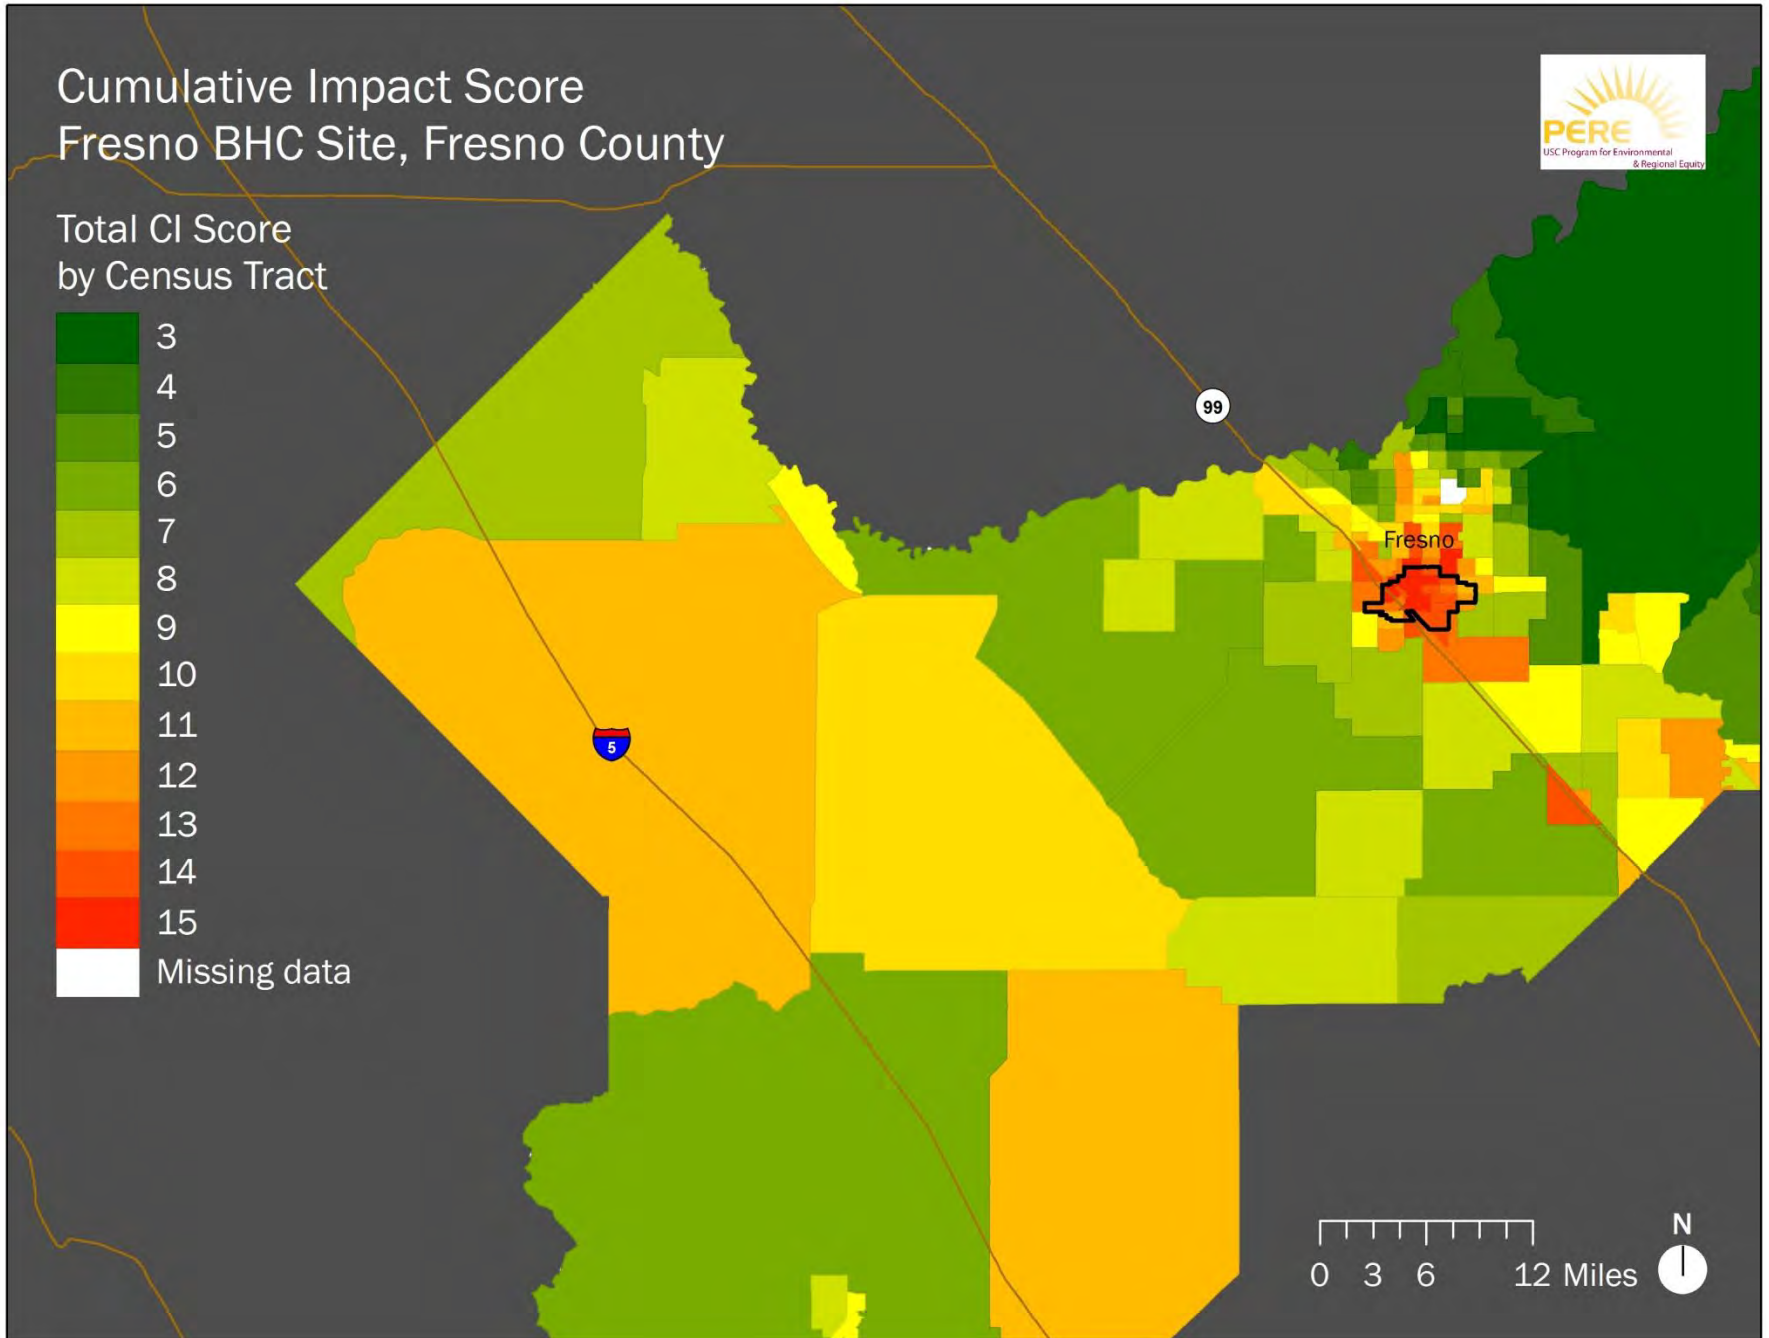 Cumulative Impact Score
Fresno BHC Site, Fresno County
PERE
USC Program for Environmental
& Regional Equity
Total CI Score
by Census Tract
3
4
5
6
7
8
9
10
11
12
13
14
15
Missing data
99
Fresno
5
N
0 3 6 12 Miles